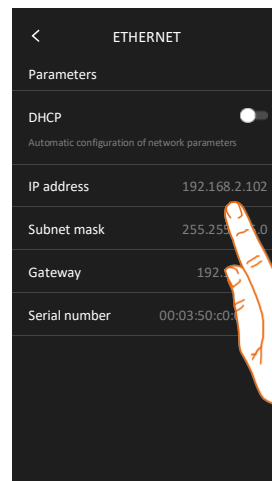 ETHERNET
Parameters
DHCP
Automatic configuration of network parameters
IP address 192.168.2.102
Subnet mask
Gateway
Serial number